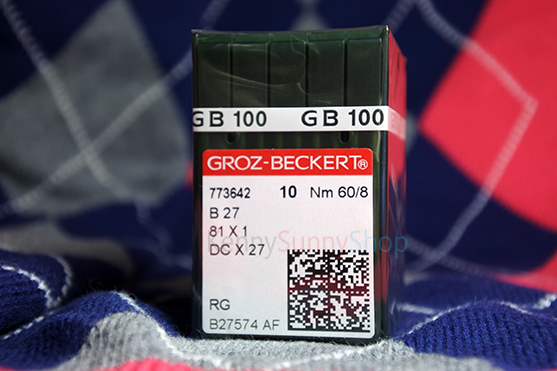 GB 100 GB 100
GROZ-BECKERT®
773642 10 Nm 60/8
B 27
81 X 1
DC X 27
PennySunnyShop
RG
B27574 AF